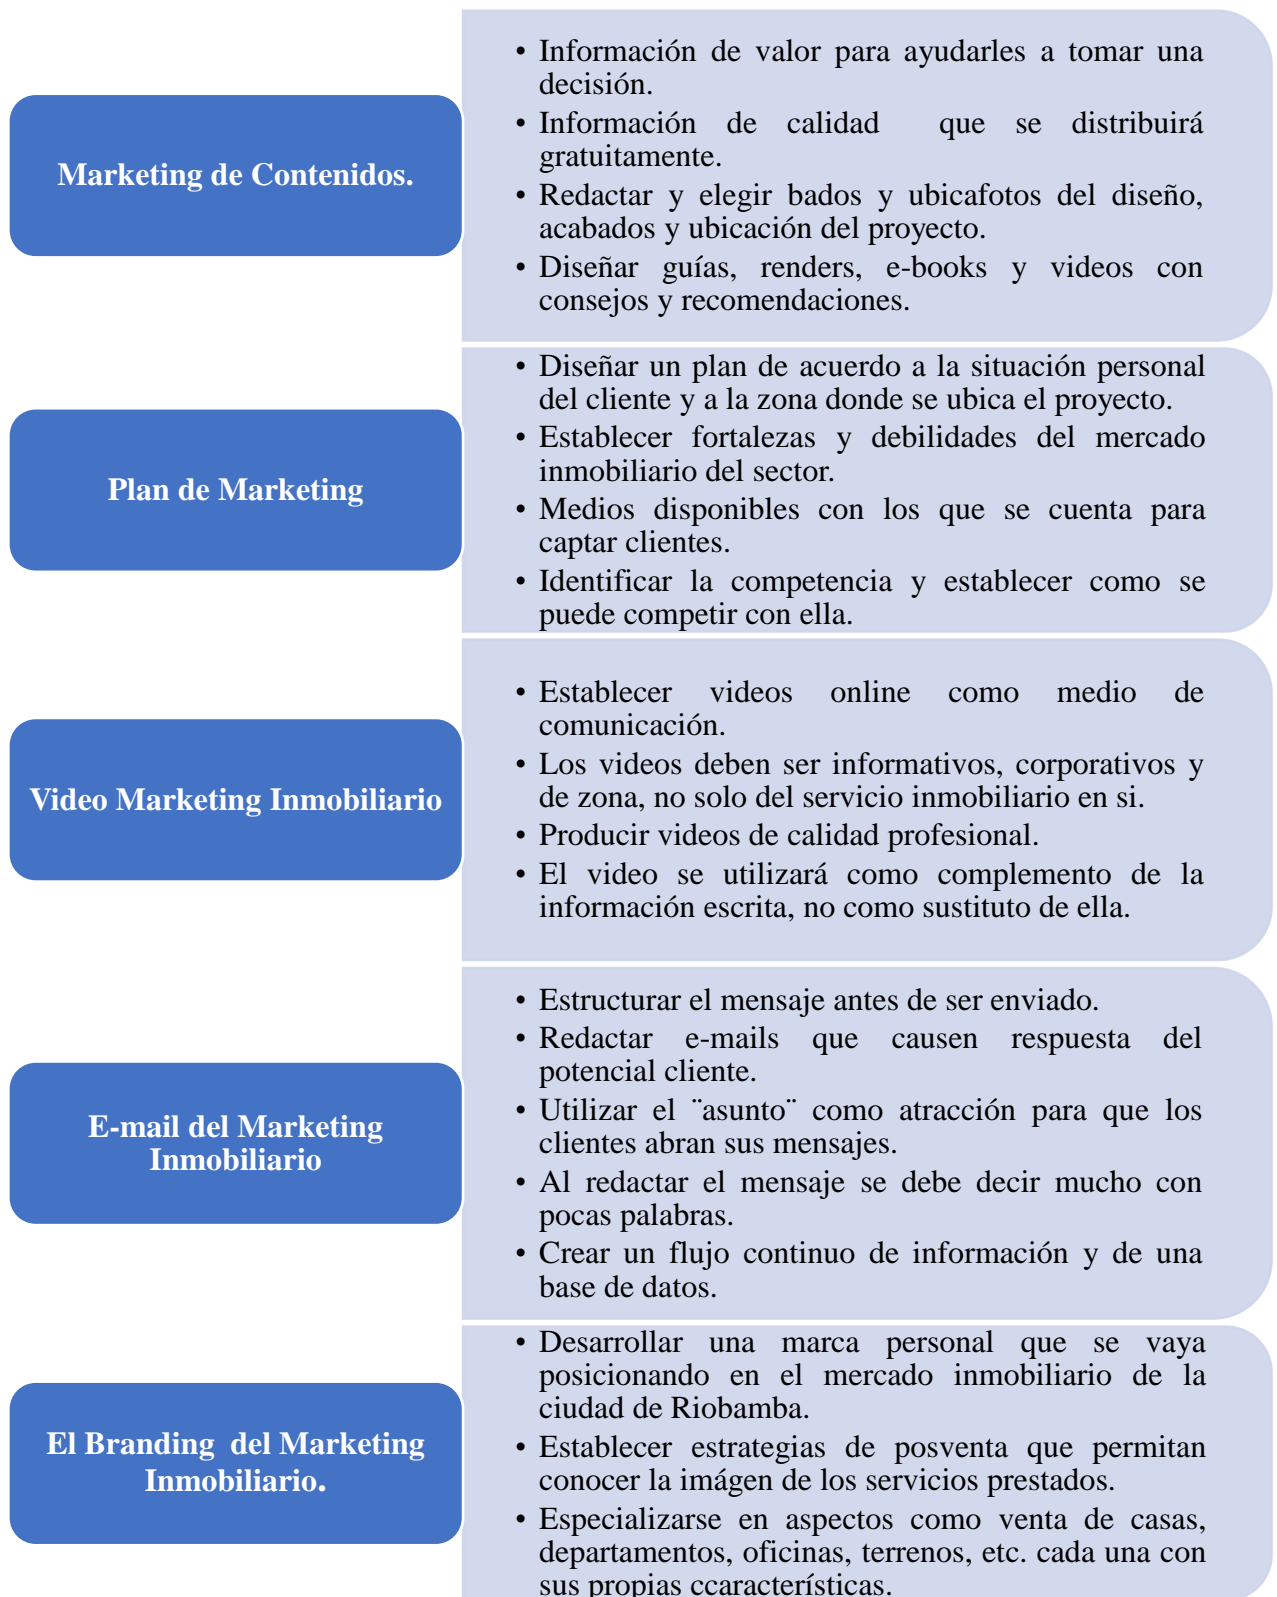 Marketing de Contenidos.
• Información de valor para ayudarles a tomar una
decisión.
• Información de calidad que se distribuirá
gratuitamente.
• Redactar y elegir bados y ubicafotos del diseño,
acabados y ubicación del proyecto.
• Diseñar guías, renders, e-books y videos con
consejos y recomendaciones.
Plan de Marketing
• Diseñar un plan de acuerdo a la situación personal
del cliente y a la zona donde se ubica el proyecto.
• Establecer fortalezas y debilidades del mercado
inmobiliario del sector.
• Medios disponibles con los que se cuenta para
captar clientes.
• Identificar la competencia y establecer como se
puede competir con ella.
Video Marketing Inmobiliario
• Establecer videos online como medio de
comunicación.
• Los videos deben ser informativos, corporativos y
de zona, no solo del servicio inmobiliario en si.
• Producir videos de calidad profesional.
• El video se utilizará como complemento de la
información escrita, no como sustituto de ella.
E-mail del Marketing
Inmobiliario
• Estructurar el mensaje antes de ser enviado.
• Redactar e-mails que causen respuesta del
potencial cliente.
• Utilizar el ¨asunto¨ como atracción para que los
clientes abran sus mensajes.
• Al redactar el mensaje se debe decir mucho con
pocas palabras.
• Crear un flujo continuo de información y de una
base de datos.
El Branding del Marketing
Inmobiliario.
• Desarrollar una marca personal que se vaya
posicionando en el mercado inmobiliario de la
ciudad de Riobamba.
• Establecer estrategias de posventa que permitan
conocer la imágen de los servicios prestados.
• Especializarse en aspectos como venta de casas,
departamentos, oficinas, terrenos, etc. cada una con
sus propias ccaracterísticas.